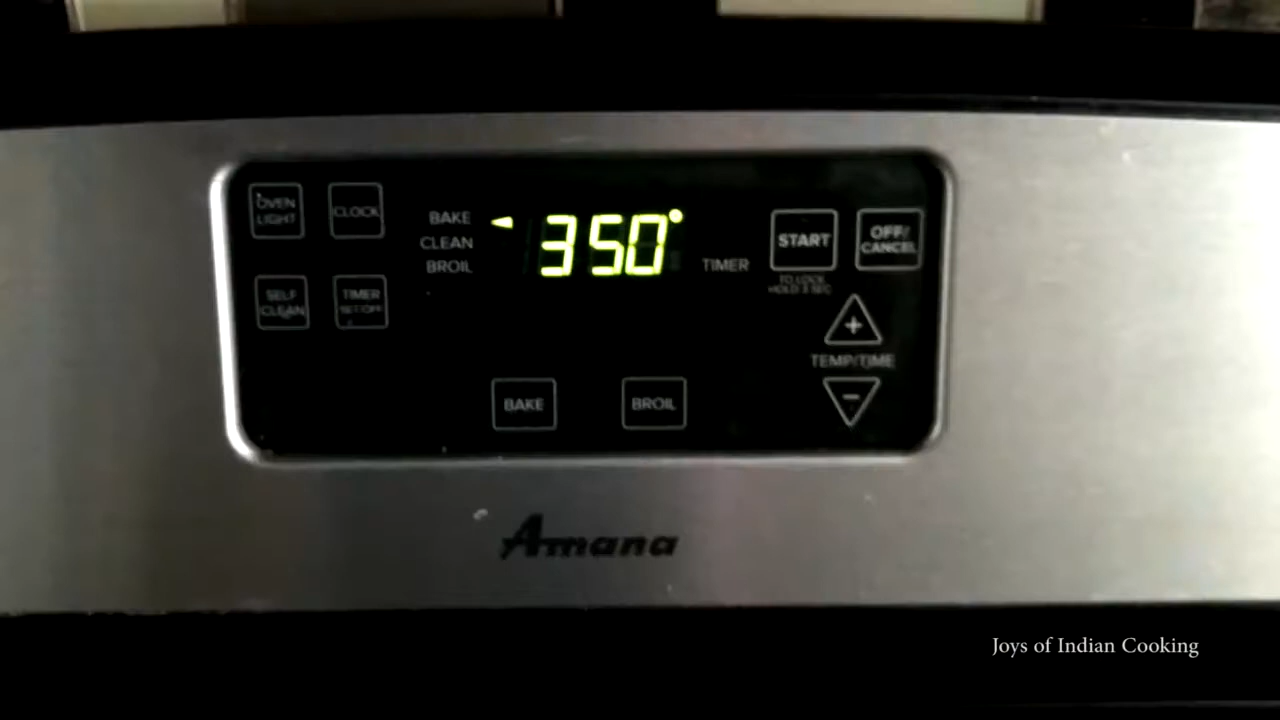 OVEN
LIGHT
CLOCK
BAKE
CLEAN
BROIL
350°
TIMER
START
OFF/
CANCEL
TO LOCK
HOLD 3 SEC
SELF
CLEAN
TIMER
SET/OFF
+
TEMP/TIME
-
BAKE
BROIL
Amana
Joys of Indian Cooking